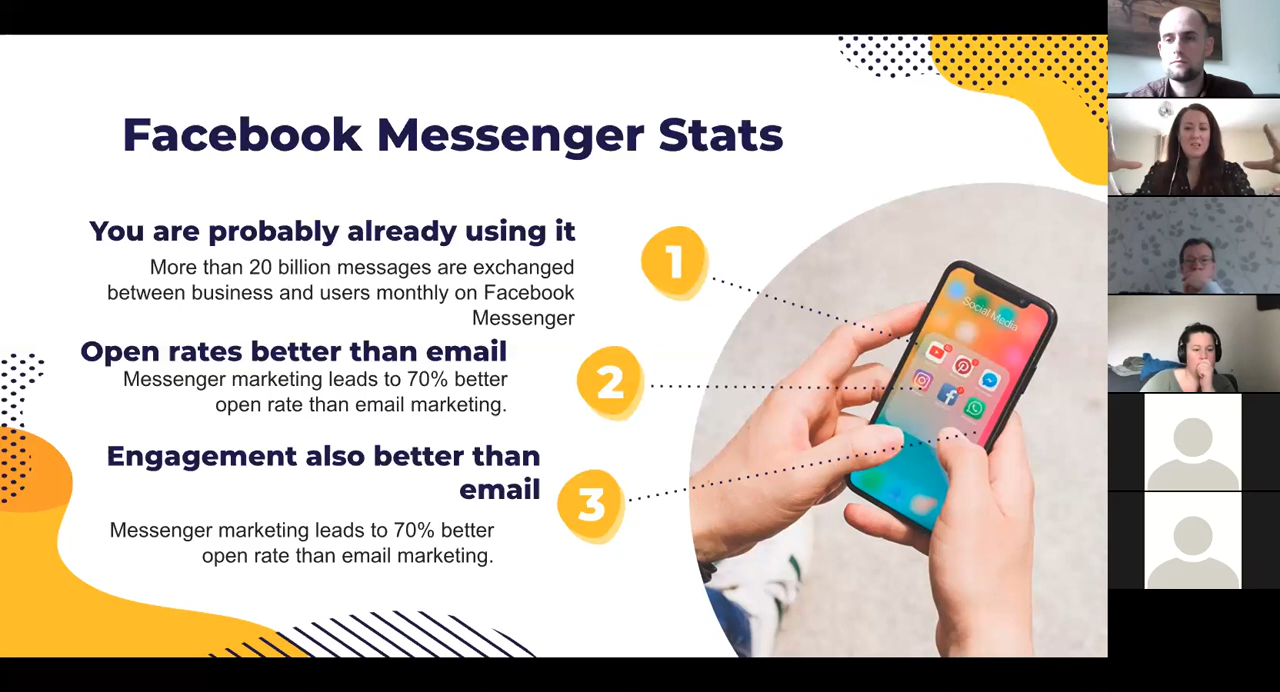 Facebook Messenger Stats
You are probably already using it
More than 20 billion messages are exchanged
between business and users monthly on Facebook
Messenger
1
Open rates better than email
Messenger marketing leads to 70% better
open rate than email marketing.
2
Engagement also better than
email
Messenger marketing leads to 70% better
open rate than email marketing.
3
Social Media